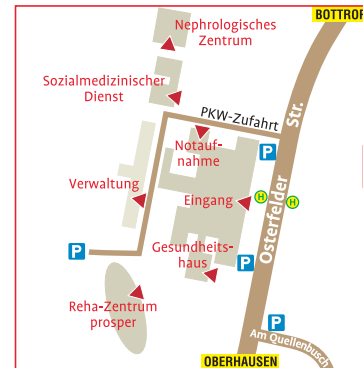 BOTTROP
Nephrologisches
Zentrum
Sozialmedizinischer
Dienst
PKW-Zufahrt
Str.
Notauf-
nahme
P
Verwaltung
Eingang
H
H
Osterfelder
P
Gesundheits-
haus
P
Reha-Zentrum
prosper
P
Am Quellenbusch
OBERHAUSEN